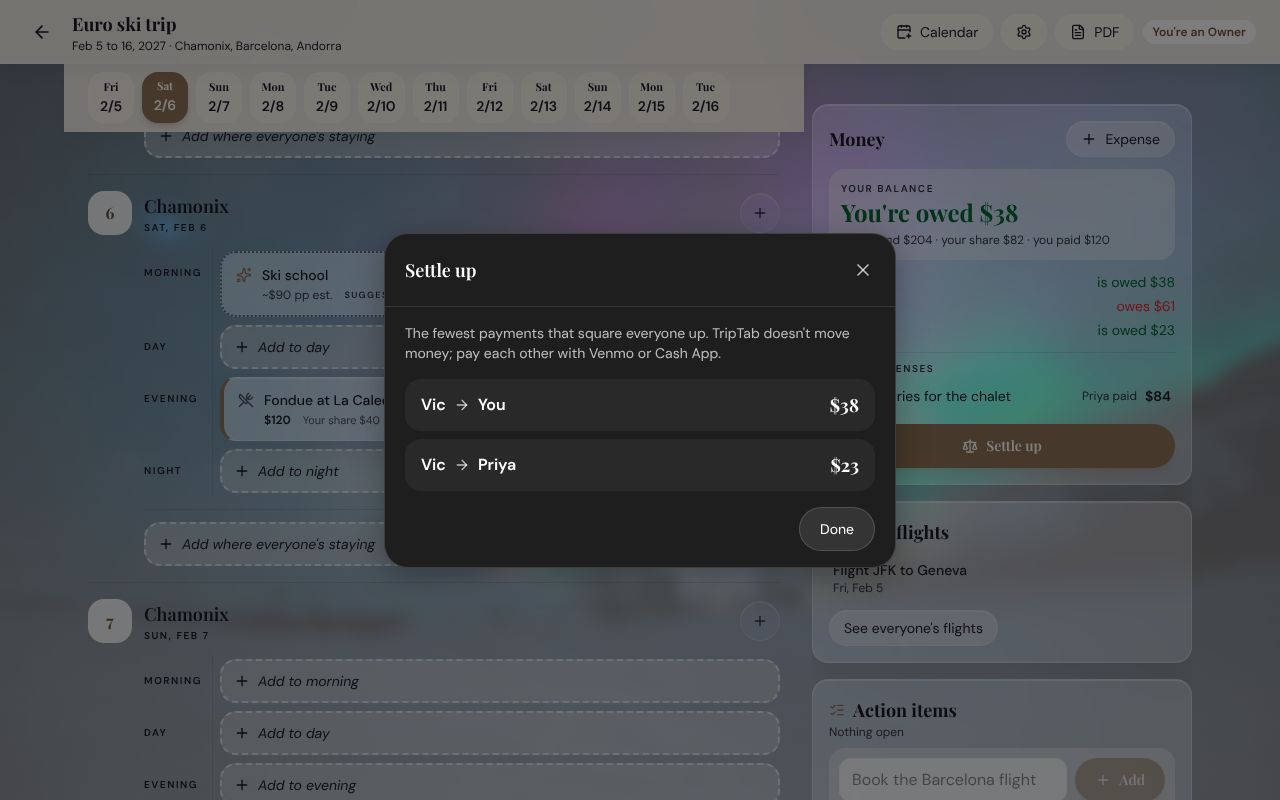 Euro ski trip
Feb 5 to 16, 2027 · Chamonix, Barcelona, Andorra
Calendar
PDF
You're an Owner
Fri 2/5
Sat 2/6
Sun 2/7
Mon 2/8
Tue 2/9
Wed 2/10
Thu 2/11
Fri 2/12
Sat 2/13
Sun 2/14
Mon 2/15
Tue 2/16
Add where everyone's staying
6
Chamonix
SAT, FEB 6
MORNING
Ski school
~$90 pp est.
DAY
Add to day
EVENING
Fondue at La
$120 Your share $40
NIGHT
Add to night
Add where everyone's staying
7
Chamonix
SUN, FEB 7
MORNING
Add to morning
DAY
Add to day
EVENING
Add to evening
Settle up
The fewest payments that square everyone up. TripTab doesn't move
money; pay each other with Venmo or Cash App.
Vic → You $38
Vic → Priya $23
Done
Money
Expense
YOUR BALANCE
You're owed $38
$204 · your share $82 · you paid $120
is owed $38
owes $61
is owed $23
for the chalet Priya paid $84
Settle up
flights
Flight JFK to Geneva
Fri, Feb 5
See everyone's flights
Action items
Nothing open
Book the Barcelona flight
Add